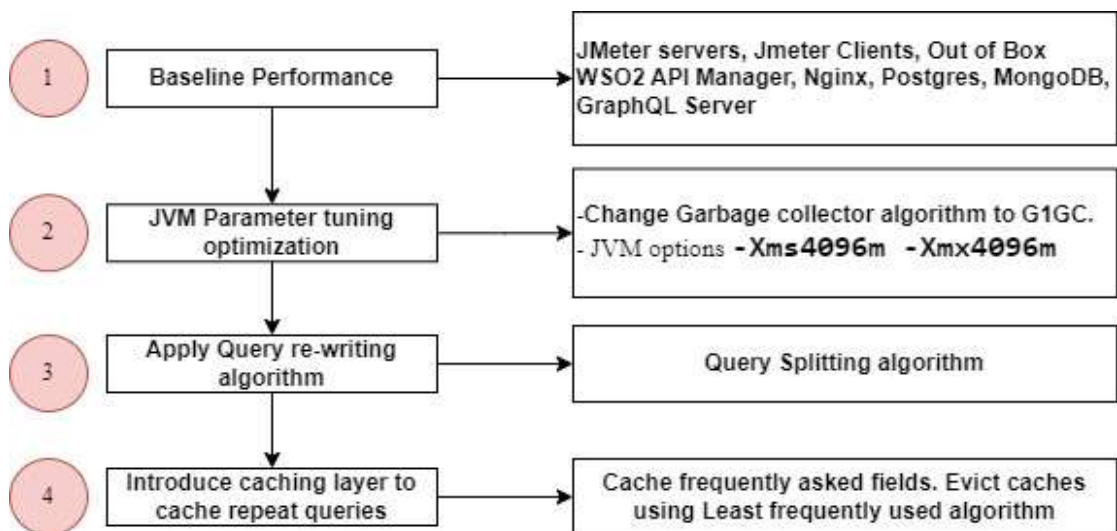 1
Baseline Performance
JMeter servers, Jmeter Clients, Out of Box
WSO2 API Manager, Nginx, Postgres, MongoDB,
GraphQL Server
2
JVM Parameter tuning
optimization
-Change Garbage collector algorithm to G1GC.
- JVM options -Xms4096m -Xmx4096m
3
Apply Query re-writing
algorithm
Query Splitting algorithm
4
Introduce caching layer to
cache repeat queries
Cache frequently asked fields. Evict caches
using Least frequently used algorithm